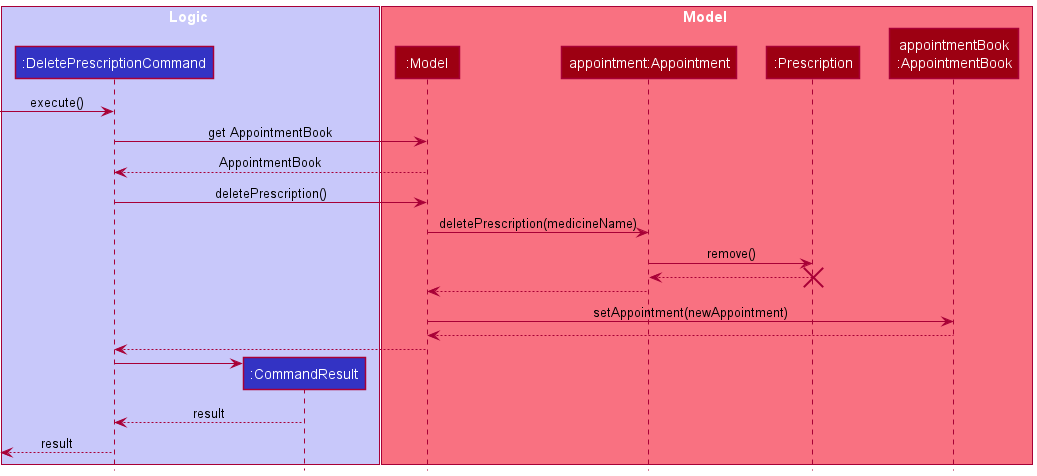 Logic
Model
:DeletePrescriptionCommand
:Model
appointment:Appointment
:Prescription
appointmentBook
:AppointmentBook
execute()
get AppointmentBook
AppointmentBook
deletePrescription()
deletePrescription(medicineName)
remove()
setAppointment(newAppointment)
:CommandResult
result
result